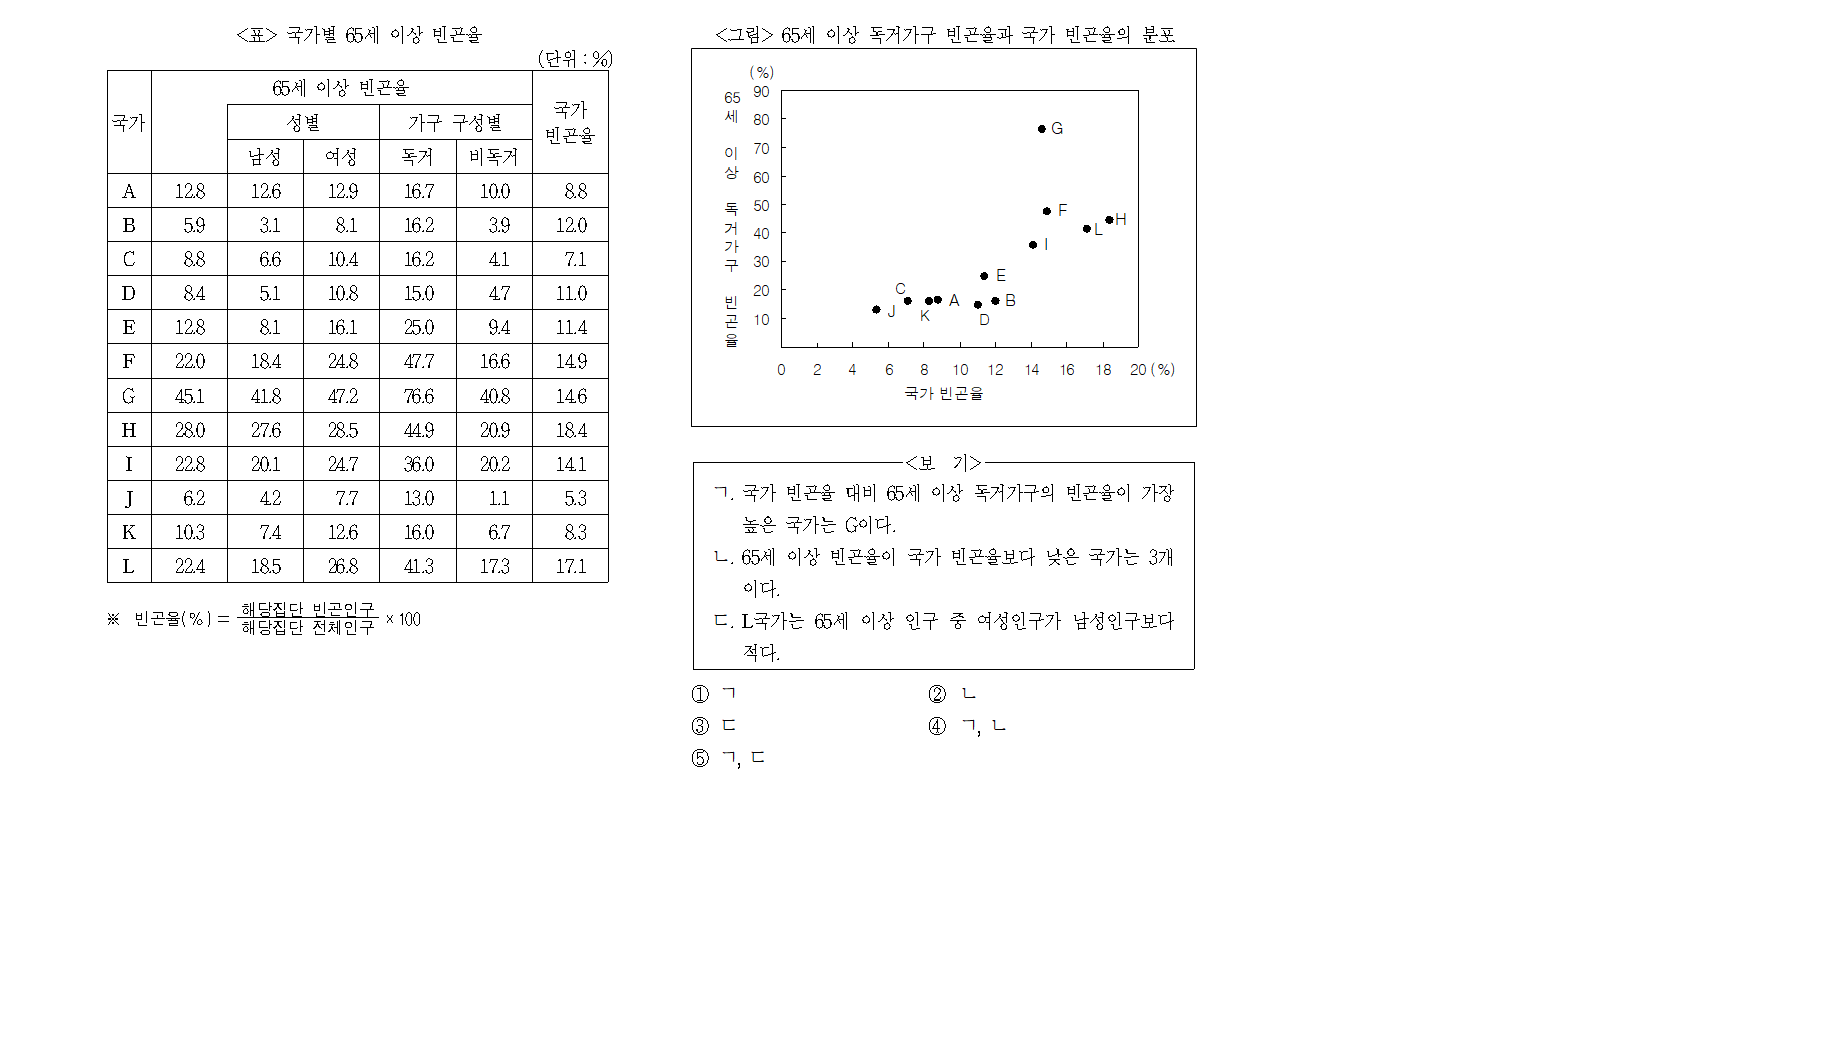 <표> 국가별 65세 이상 빈곤율
(단위 : %)
국가 65세 이상 빈곤율 국가 빈곤율
성별 가구 구성별
남성 여성 독거 비독거
A 12.8 12.6 12.9 16.7 10.0 8.8
B 5.9 3.1 8.1 16.2 3.9 12.0
C 8.8 6.6 10.4 16.2 4.1 7.1
D 8.4 5.1 10.8 15.0 4.7 11.0
E 12.8 8.1 16.1 25.0 9.4 11.4
F 22.0 18.4 24.8 47.7 16.6 14.9
G 45.1 41.8 47.2 76.6 40.8 14.6
H 28.0 27.6 28.5 44.9 20.9 18.4
I 22.8 20.1 24.7 36.0 20.2 14.1
J 6.2 4.2 7.7 13.0 1.1 5.3
K 10.3 7.4 12.6 16.0 6.7 8.3
L 22.4 18.5 26.8 41.3 17.3 17.1
※ 빈곤율(%) = 해당집단 빈곤인구 / 해당집단 전체인구 × 100
<그림> 65세 이상 독거가구 빈곤율과 국가 빈곤율의 분포
(%)
65세 이상 독거가구 빈곤율
90
80
70
60
50
40
30
20
10
G
F
H
L
I
E
C
A
B
J
K
D
0 2 4 6 8 10 12 14 16 18 20 (%)
국가 빈곤율
<보 기>
ㄱ. 국가 빈곤율 대비 65세 이상 독거가구의 빈곤율이 가장
높은 국가는 G이다.
ㄴ. 65세 이상 빈곤율이 국가 빈곤율보다 낮은 국가는 3개
이다.
ㄷ. L국가는 65세 이상 인구 중 여성인구가 남성인구보다
적다.
① ㄱ ② ㄴ
③ ㄷ ④ ㄱ, ㄴ
⑤ ㄱ, ㄷ